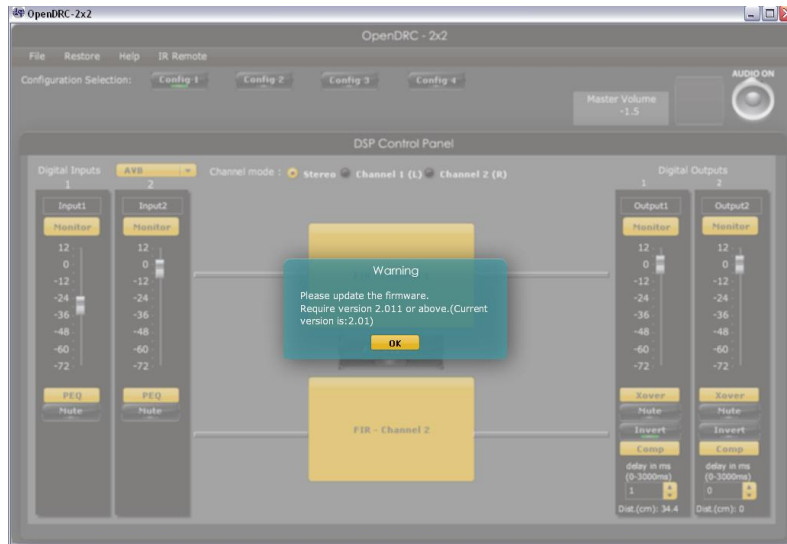 OpenDRC-2x2
OpenDRC - 2x2
File Restore Help IR Remote
Configuration Selection: Config 1 Config 2 Config 3 Config 4
AUDIO ON
Master Volume
-1.5
DSP Control Panel
Digital Inputs AVB Channel mode : Stereo Channel 1 (L) Channel 2 (R) Digital Outputs
1 2 1 2
Input1 Input2 Output1 Output2
Monitor Monitor Monitor Monitor
12 12 12 12
0 0 0 0
-12 -12 -12 -12
-24 -24 -24 -24
-36 -36 -36 -36
-48 -48 -48 -48
-60 -60 -60 -60
-72 -72 -72 -72
Warning
Please update the firmware.
Require version 2.011 or above.(Current
version is:2.01)
OK
PEQ PEQ Xover Xover
Mute Mute Mute Mute
FIR - Channel 2
Invert Invert
Comp Comp
delay in ms delay in ms
(0-3000ms) (0-3000ms)
1 0
Dist.(cm): 34.4 Dist.(cm): 0